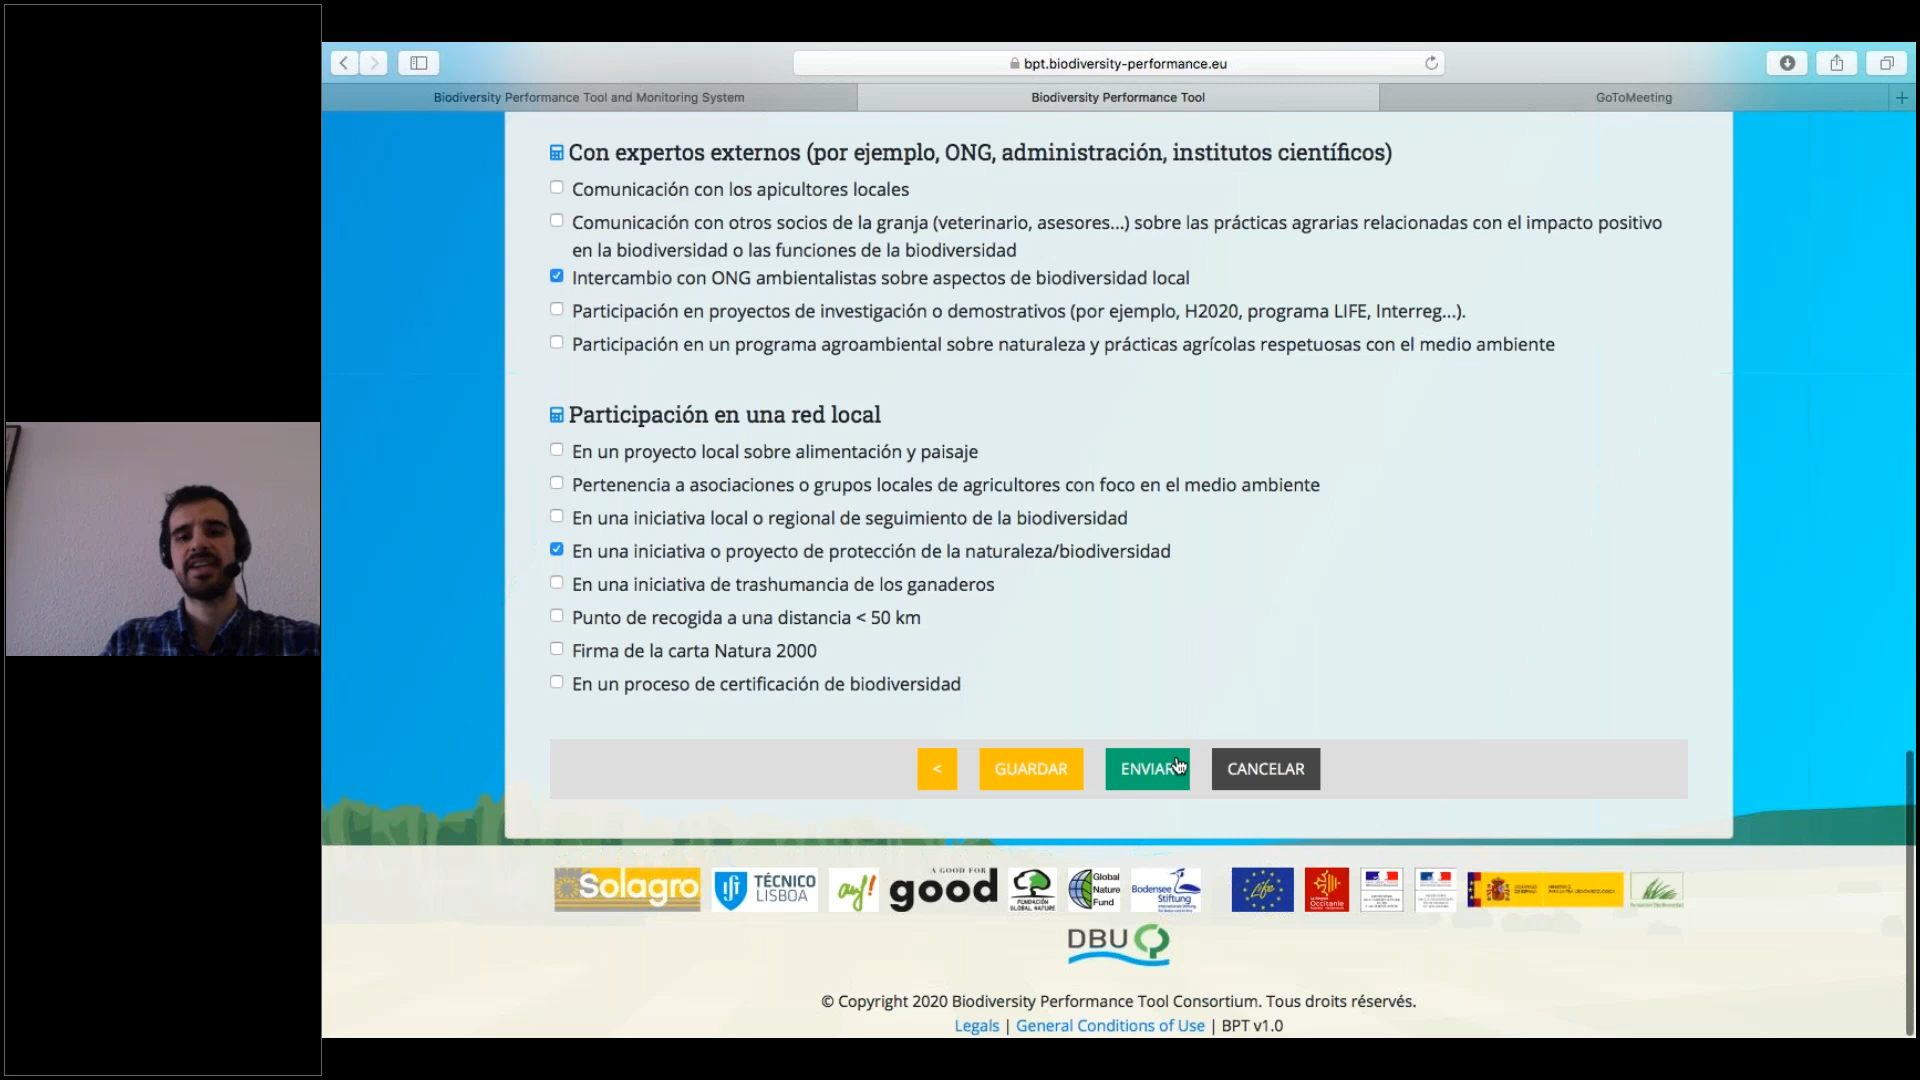 bpt.biodiversity-performance.eu
Biodiversity Performance Tool and Monitoring System
Biodiversity Performance Tool
GoToMeeting
Con expertos externos (por ejemplo, ONG, administración, institutos científicos)
Comunicación con los apicultores locales
Comunicación con otros socios de la granja (veterinario, asesores...) sobre las prácticas agrarias relacionadas con el impacto positivo
en la biodiversidad o las funciones de la biodiversidad
Intercambio con ONG ambientalistas sobre aspectos de biodiversidad local
Participación en proyectos de investigación o demostrativos (por ejemplo, H2020, programa LIFE, Interreg...).
Participación en un programa agroambiental sobre naturaleza y prácticas agrícolas respetuosas con el medio ambiente
Participación en una red local
En un proyecto local sobre alimentación y paisaje
Pertenencia a asociaciones o grupos locales de agricultores con foco en el medio ambiente
En una iniciativa local o regional de seguimiento de la biodiversidad
En una iniciativa o proyecto de protección de la naturaleza/biodiversidad
En una iniciativa de trashumancia de los ganaderos
Punto de recogida a una distancia < 50 km
Firma de la carta Natura 2000
En un proceso de certificación de biodiversidad
< GUARDAR ENVIAR CANCELAR
Solagro
TÉCNICO
LISBOA
auf!
A GOOD FOR
good
FUNDACIÓN
GLOBAL NATURE
Global
Nature
Fund
Bodensee
Stiftung
Life
Occitanie
DBU
© Copyright 2020 Biodiversity Performance Tool Consortium. Tous droits réservés.
Legals | General Conditions of Use | BPT v1.0